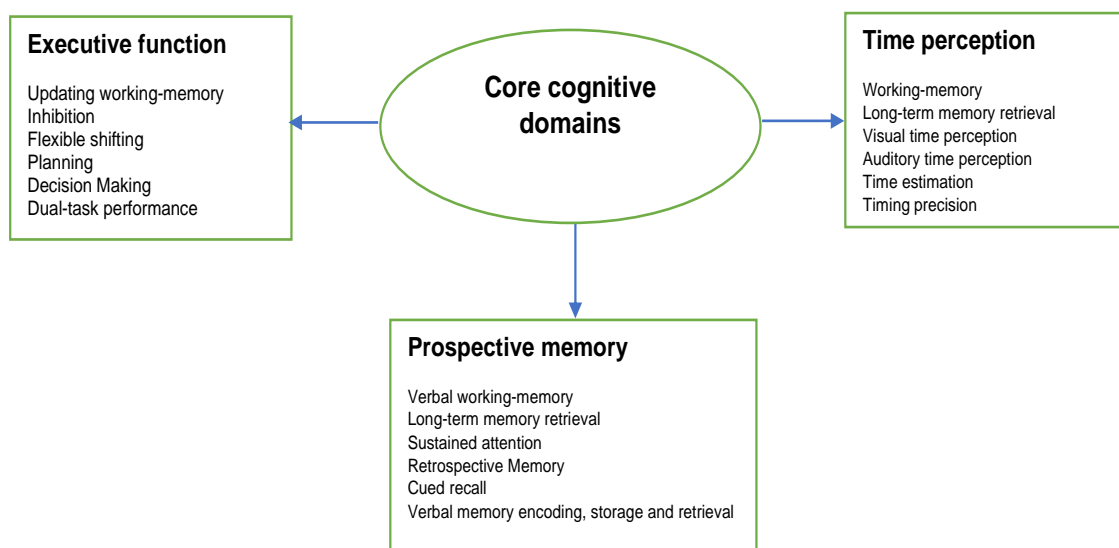 Executive function
Updating working-memory
Inhibition
Flexible shifting
Planning
Decision Making
Dual-task performance
Core cognitive
domains
Time perception
Working-memory
Long-term memory retrieval
Visual time perception
Auditory time perception
Time estimation
Timing precision
Prospective memory
Verbal working-memory
Long-term memory retrieval
Sustained attention
Retrospective Memory
Cued recall
Verbal memory encoding, storage and retrieval